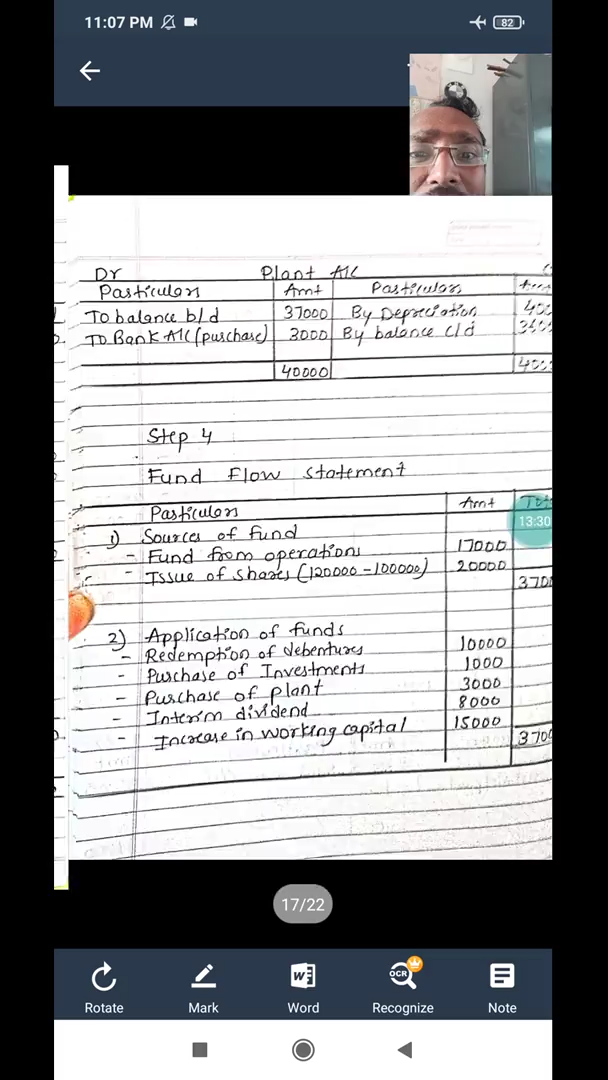 11:07 PM
82
Dr Plant A/c
Particulars Amt Particulars
To balance b/d 37000 By Depreciation
To Bank A/c (purchase) 3000 By balance c/d
40000
Step 4
Fund Flow Statement
Particulars Amt
13:30
1) Sources of Fund
- Fund from operations 17000
- Issue of Shares (120000-100000) 20000
370
2) Application of funds
- Redemption of debentures 10000
- Purchase of Investments 1000
- Purchase of plant 3000
- Interim dividend 8000
- Increase in working capital 15000
370
17/22
W
OCR
Rotate Mark Word Recognize Note